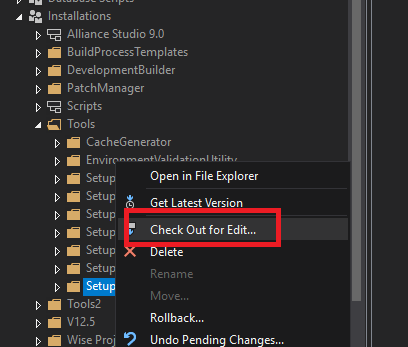 Database Scripts
Installations
Alliance Studio 9.0
BuildProcessTemplates
DevelopmentBuilder
PatchManager
Scripts
Tools
CacheGenerator
EnvironmentValidationUtility
Setup
Open in File Explorer
Setup
Setup
Get Latest Version
Setup
Check Out for Edit...
Setup
Delete
Setup
Rename
Setup
Move...
Tools2
V12.5
Rollback...
Wise Proje
Undo Pending Changes...